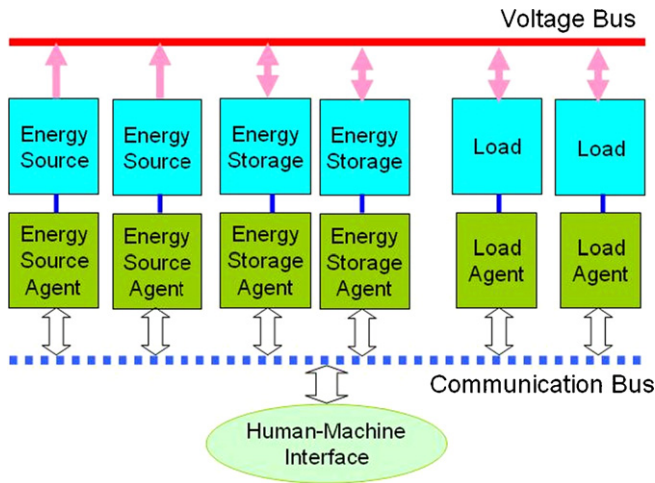 Voltage Bus
Energy
Source
Energy
Source
Energy
Storage
Energy
Storage
Load
Load
Energy
Source
Agent
Energy
Source
Agent
Energy
Storage
Agent
Energy
Storage
Agent
Load
Agent
Load
Agent
Communication Bus
Human-Machine
Interface